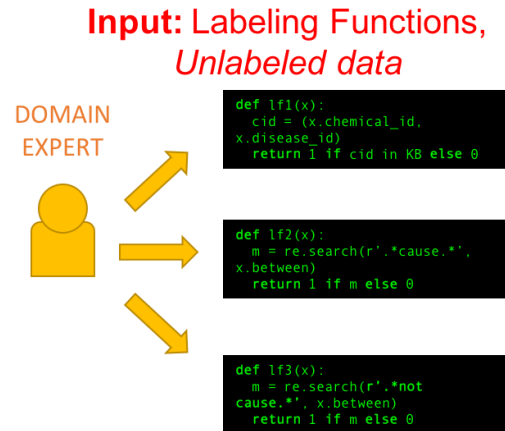 Input: Labeling Functions,
Unlabeled data
DOMAIN
EXPERT
def lf1(x):
cid = (x.chemical_id,
x.disease_id)
return 1 if cid in KB else 0
def lf2(x):
m = re.search(r'.*cause.*',
x.between)
return 1 if m else 0
def lf3(x):
m = re.search(r'.*not
cause.*', x.between)
return 1 if m else 0